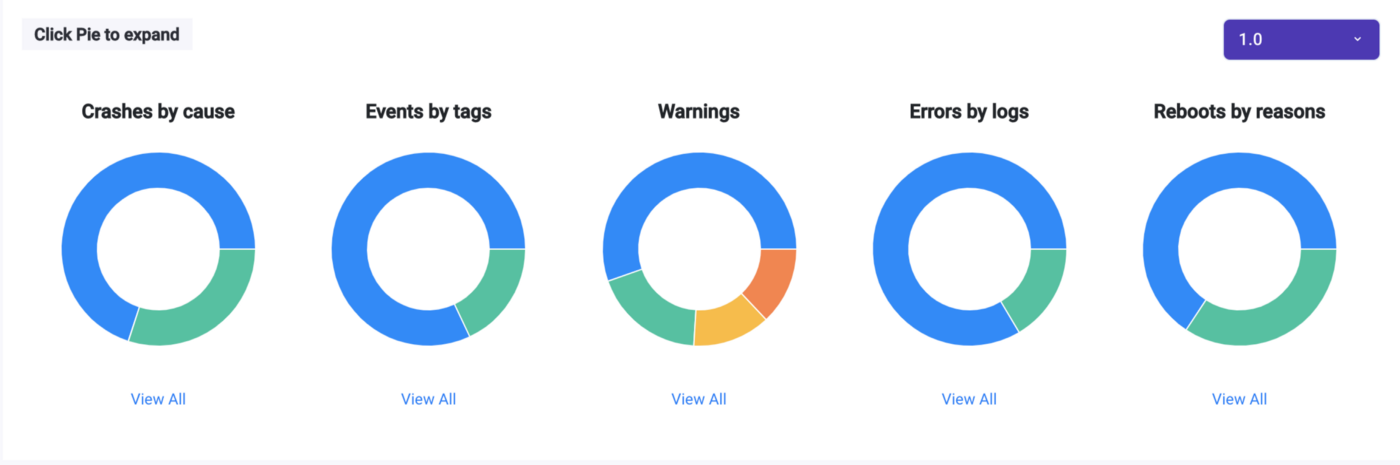 Click Pie to expand
1.0
Crashes by cause
Events by tags
Warnings
Errors by logs
Reboots by reasons
View All
View All
View All
View All
View All